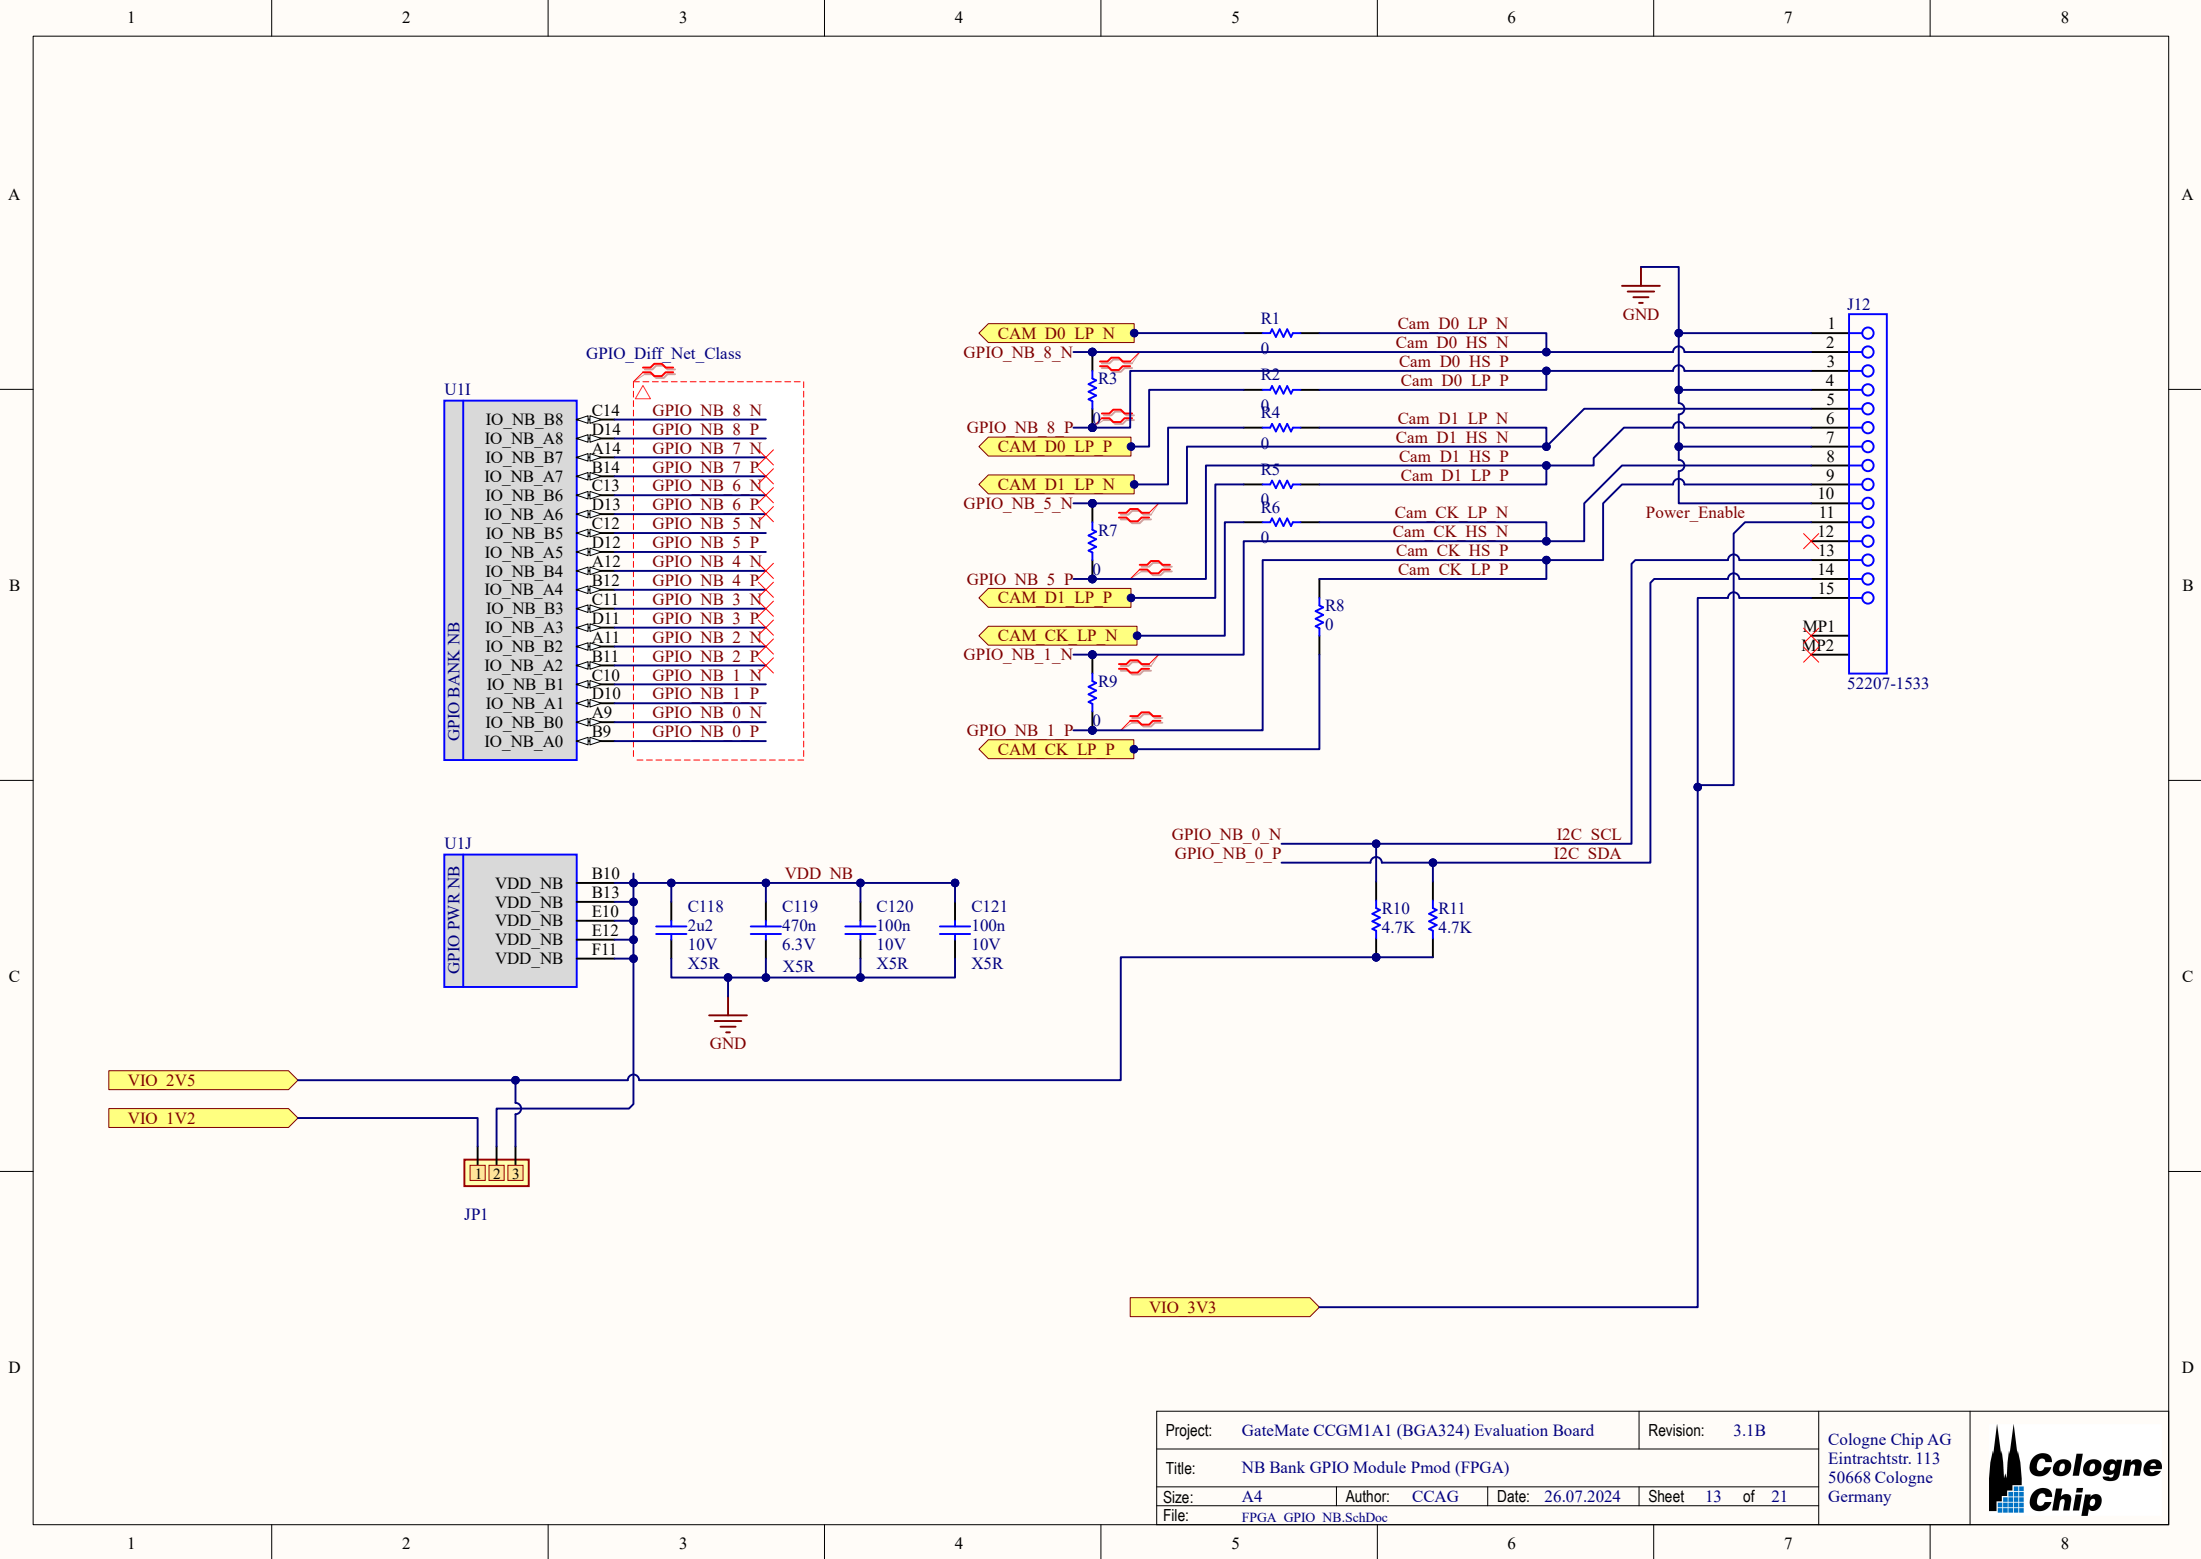 1 2 3 4 5 6 7 8
A A
GND
J12
1
2
3
4
5
6
7
8
9
10
11
12
13
14
15
MP1
MP2
52207-1533
Power_Enable
GPIO_Diff_Net_Class
U1I
GPIO BANK NB
IO_NB_B8 C14 GPIO_NB_8_N
IO_NB_A8 D14 GPIO_NB_8_P
IO_NB_B7 A14 GPIO_NB_7_N
IO_NB_A7 B14 GPIO_NB_7_P
IO_NB_B6 C13 GPIO_NB_6_N
IO_NB_A6 D13 GPIO_NB_6_P
IO_NB_B5 C12 GPIO_NB_5_N
IO_NB_A5 D12 GPIO_NB_5_P
IO_NB_B4 A12 GPIO_NB_4_N
IO_NB_A4 B12 GPIO_NB_4_P
IO_NB_B3 C11 GPIO_NB_3_N
IO_NB_A3 D11 GPIO_NB_3_P
IO_NB_B2 A11 GPIO_NB_2_N
IO_NB_A2 B11 GPIO_NB_2_P
IO_NB_B1 C10 GPIO_NB_1_N
IO_NB_A1 D10 GPIO_NB_1_P
IO_NB_B0 A9 GPIO_NB_0_N
IO_NB_A0 B9 GPIO_NB_0_P
CAM_D0_LP_N R1 0 Cam_D0_LP_N
GPIO_NB_8_N Cam_D0_HS_N
R3 0 Cam_D0_HS_P
R2 0 Cam_D0_LP_P
GPIO_NB_8_P R4 0 Cam_D1_LP_N
CAM_D0_LP_P Cam_D1_HS_N
Cam_D1_HS_P
CAM_D1_LP_N R5 0 Cam_D1_LP_P
GPIO_NB_5_N
R6 0 Cam_CK_LP_N
R7 0 Cam_CK_HS_N
Cam_CK_HS_P
GPIO_NB_5_P Cam_CK_LP_P
CAM_D1_LP_P R8
0
CAM_CK_LP_N
GPIO_NB_1_N
R9 0
GPIO_NB_1_P
CAM_CK_LP_P
B B
U1J
GPIO PWR NB
VDD_NB B10 VDD_NB
VDD_NB B13
VDD_NB E10
VDD_NB E12
VDD_NB F11
C118
2u2
10V
X5R
C119
470n
6.3V
X5R
C120
100n
10V
X5R
C121
100n
10V
X5R
GND
GPIO_NB_0_N I2C_SCL
GPIO_NB_0_P I2C_SDA
R10
4.7K
R11
4.7K
C C
VIO_2V5
VIO_1V2
1 2 3
JP1
VIO_3V3
D D
Project: GateMate CCGM1A1 (BGA324) Evaluation Board Revision: 3.1B
Title: NB Bank GPIO Module Pmod (FPGA)
Size: A4 Author: CCAG Date: 26.07.2024 Sheet 13 of 21
File: FPGA_GPIO_NB.SchDoc
Cologne Chip AG
Eintrachtstr. 113
50668 Cologne
Germany
Cologne
Chip
1 2 3 4 5 6 7 8